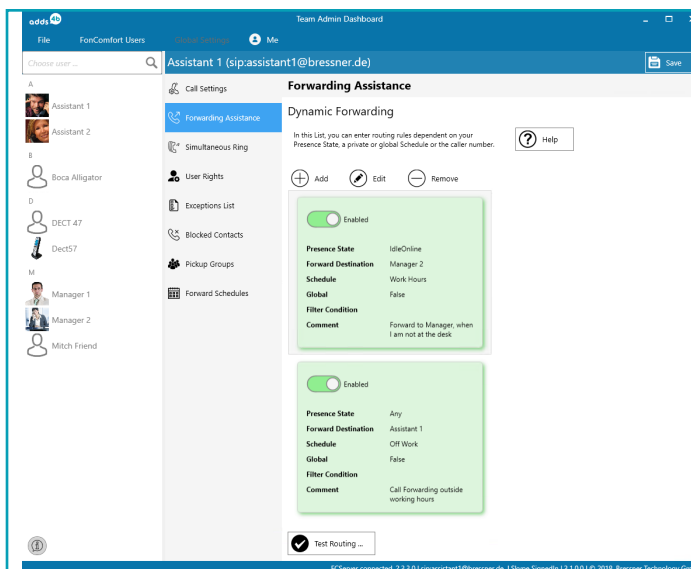 adds 4b
Team Admin Dashboard
File
FonComfort Users
Global Settings
Me
Choose user ...
Assistant 1 (sip:assistant1@bressner.de)
Save
A
Assistant 1
Assistant 2
B
Boca Alligator
D
DECT 47
Dect57
M
Manager 1
Manager 2
Mitch Friend
Call Settings
Forwarding Assistance
Simultaneous Ring
User Rights
Exceptions List
Blocked Contacts
Pickup Groups
Forward Schedules
Forwarding Assistance
Dynamic Forwarding
In this List, you can enter routing rules dependent on your
Presence State, a private or global Schedule or the caller number.
Help
Add
Edit
Remove
Enabled
Presence State IdleOnline
Forward Destination Manager 2
Schedule Work Hours
Global False
Filter Condition
Comment Forward to Manager, when
I am not at the desk
Enabled
Presence State Any
Forward Destination Assistant 1
Schedule Off Work
Global False
Filter Condition
Comment Call Forwarding outside
working hours
Test Routing ...